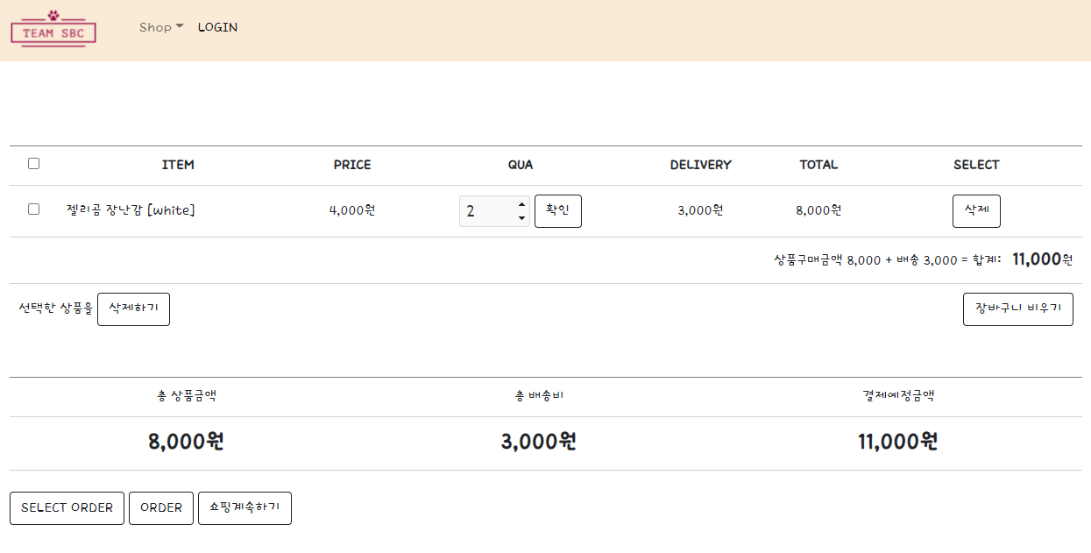 TEAM SBC
Shop LOGIN
ITEM PRICE QUA DELIVERY TOTAL SELECT
젤리곰 장난감 [white] 4,000원 2 확인 3,000원 8,000원 삭제
상품구매금액 8,000 + 배송 3,000 = 합계: 11,000원
선택한 상품을 삭제하기 장바구니 비우기
총 상품금액 총 배송비 결제예정금액
8,000원 3,000원 11,000원
SELECT ORDER ORDER 쇼핑계속하기